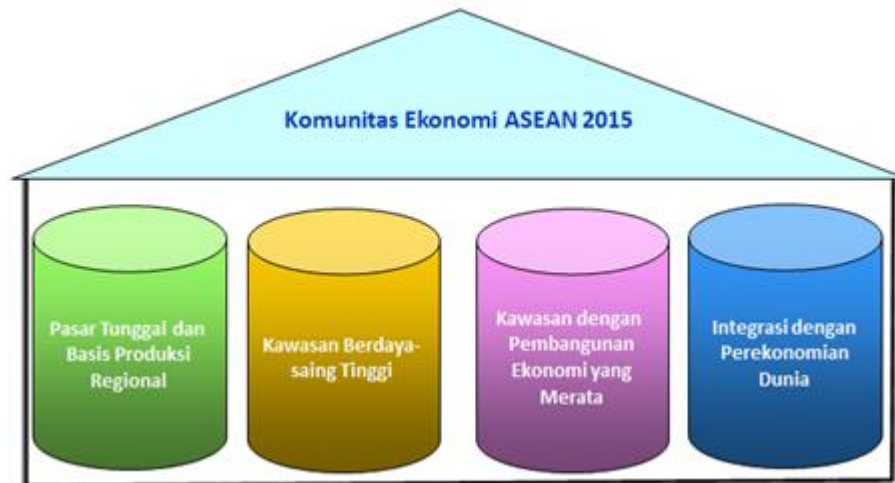 Komunitas Ekonomi ASEAN 2015
Pasar Tunggal dan
Basis Produksi
Regional
Kawasan Berdaya-
saing Tinggi
Kawasan dengan
Pembangunan
Ekonomi yang
Merata
Integrasi dengan
Perekonomian
Dunia